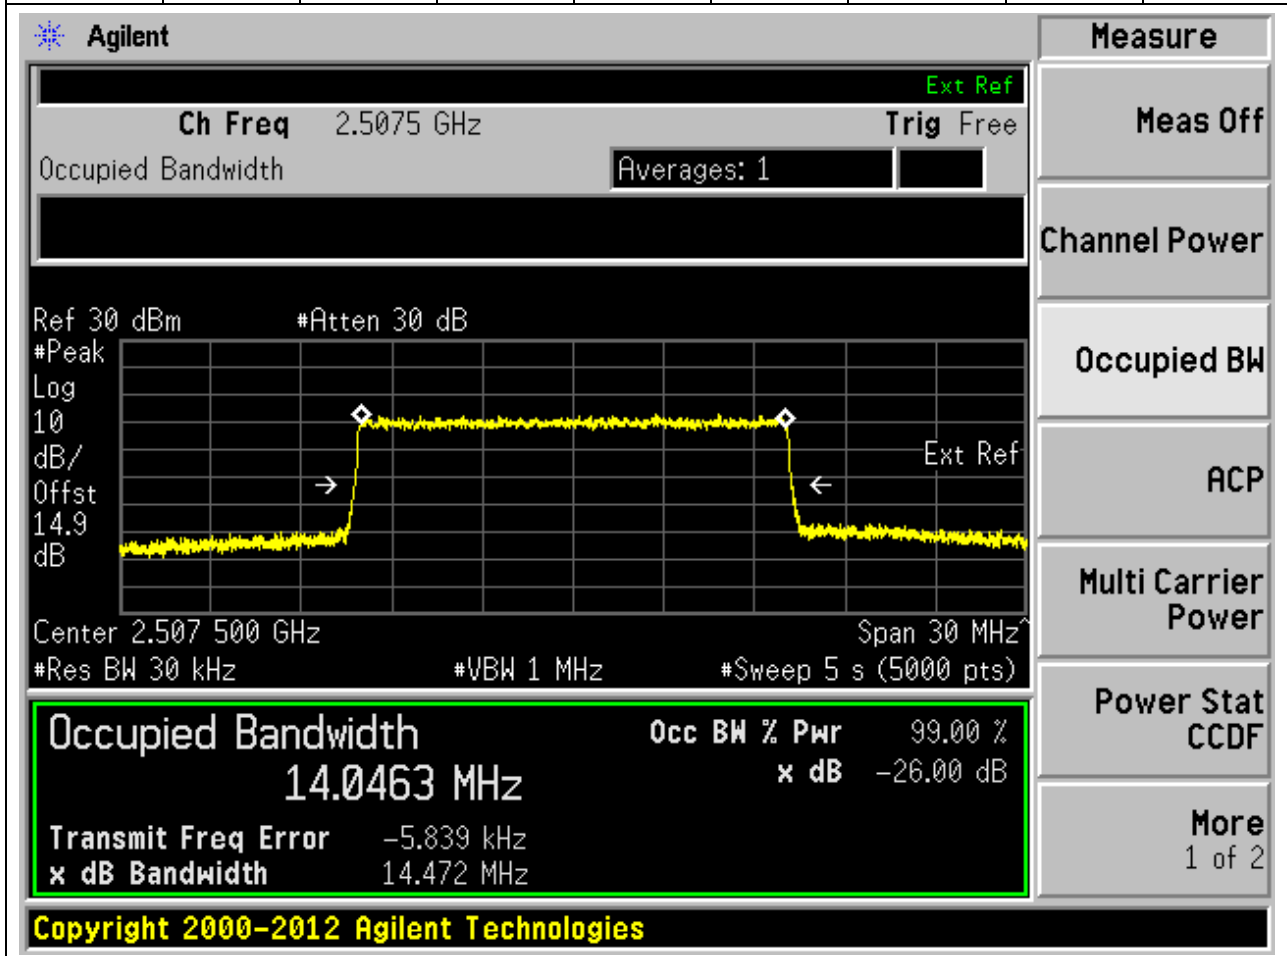 Agilent
Measure
Ext Ref
Ch Freq 2.5075 GHz Trig Free
Meas Off
Occupied Bandwidth Averages: 1
Channel Power
Ref 30 dBm #Atten 30 dB
#Peak
Log
10
dB/
Offst
14.9
dB
Ext Ref
Occupied BW
ACP
Center 2.507 500 GHz Span 30 MHz^
#Res BW 30 kHz #VBW 1 MHz #Sweep 5 s (5000 pts)
Multi Carrier
Power
Occupied Bandwidth Occ BW % Pwr 99.00 %
14.0463 MHz x dB -26.00 dB
Transmit Freq Error -5.839 kHz
x dB Bandwidth 14.472 MHz
Power Stat
CCDF
More
1 of 2
Copyright 2000-2012 Agilent Technologies